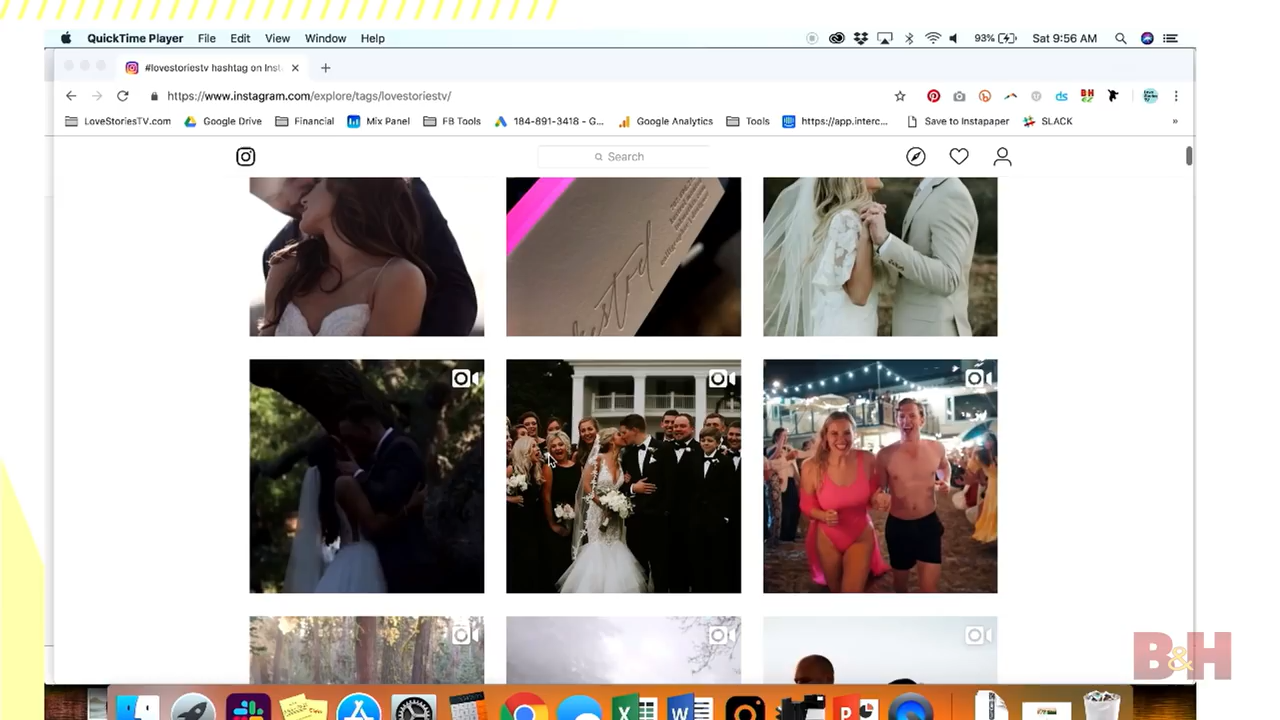 QuickTime Player File Edit View Window Help 93% Sat 9:56 AM
#lovestoriestv hashtag on Inst
https://www.instagram.com/explore/tags/lovestoriestv/
LoveStoriesTV.com Google Drive Financial Mix Panel FB Tools 184-891-3418 - G... Google Analytics Tools https://app.interc... Save to Instapaper SLACK »
Search
B&H